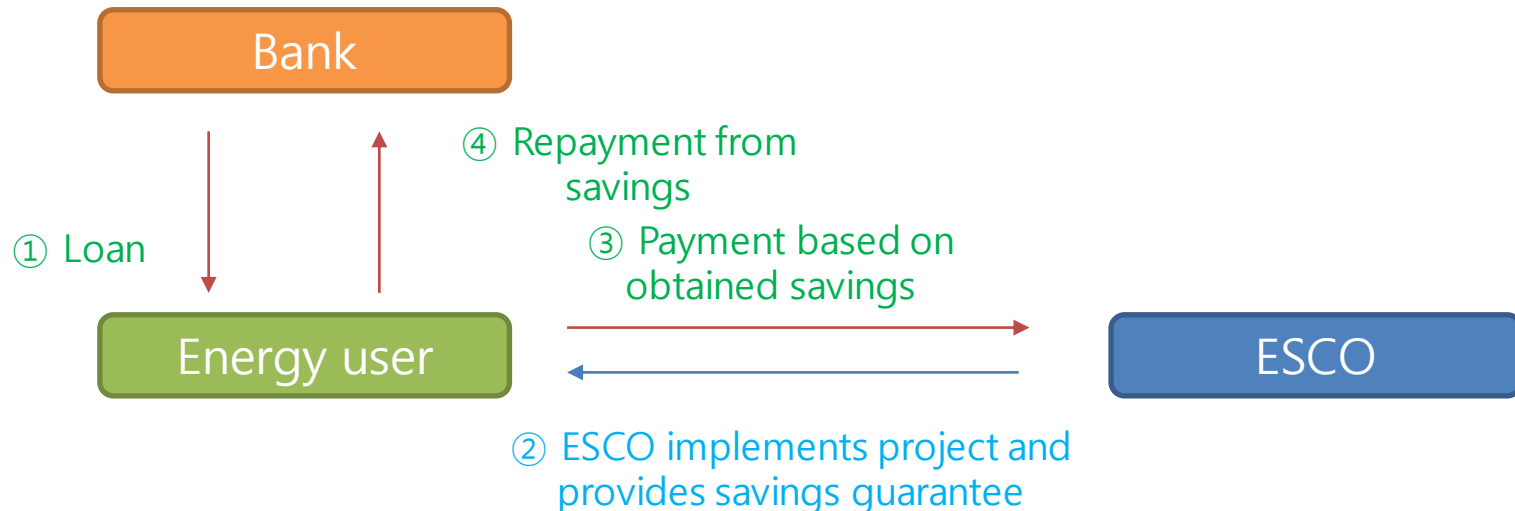 Bank
④ Repayment from
savings
① Loan
③ Payment based on
obtained savings
Energy user
ESCO
② ESCO implements project and
provides savings guarantee